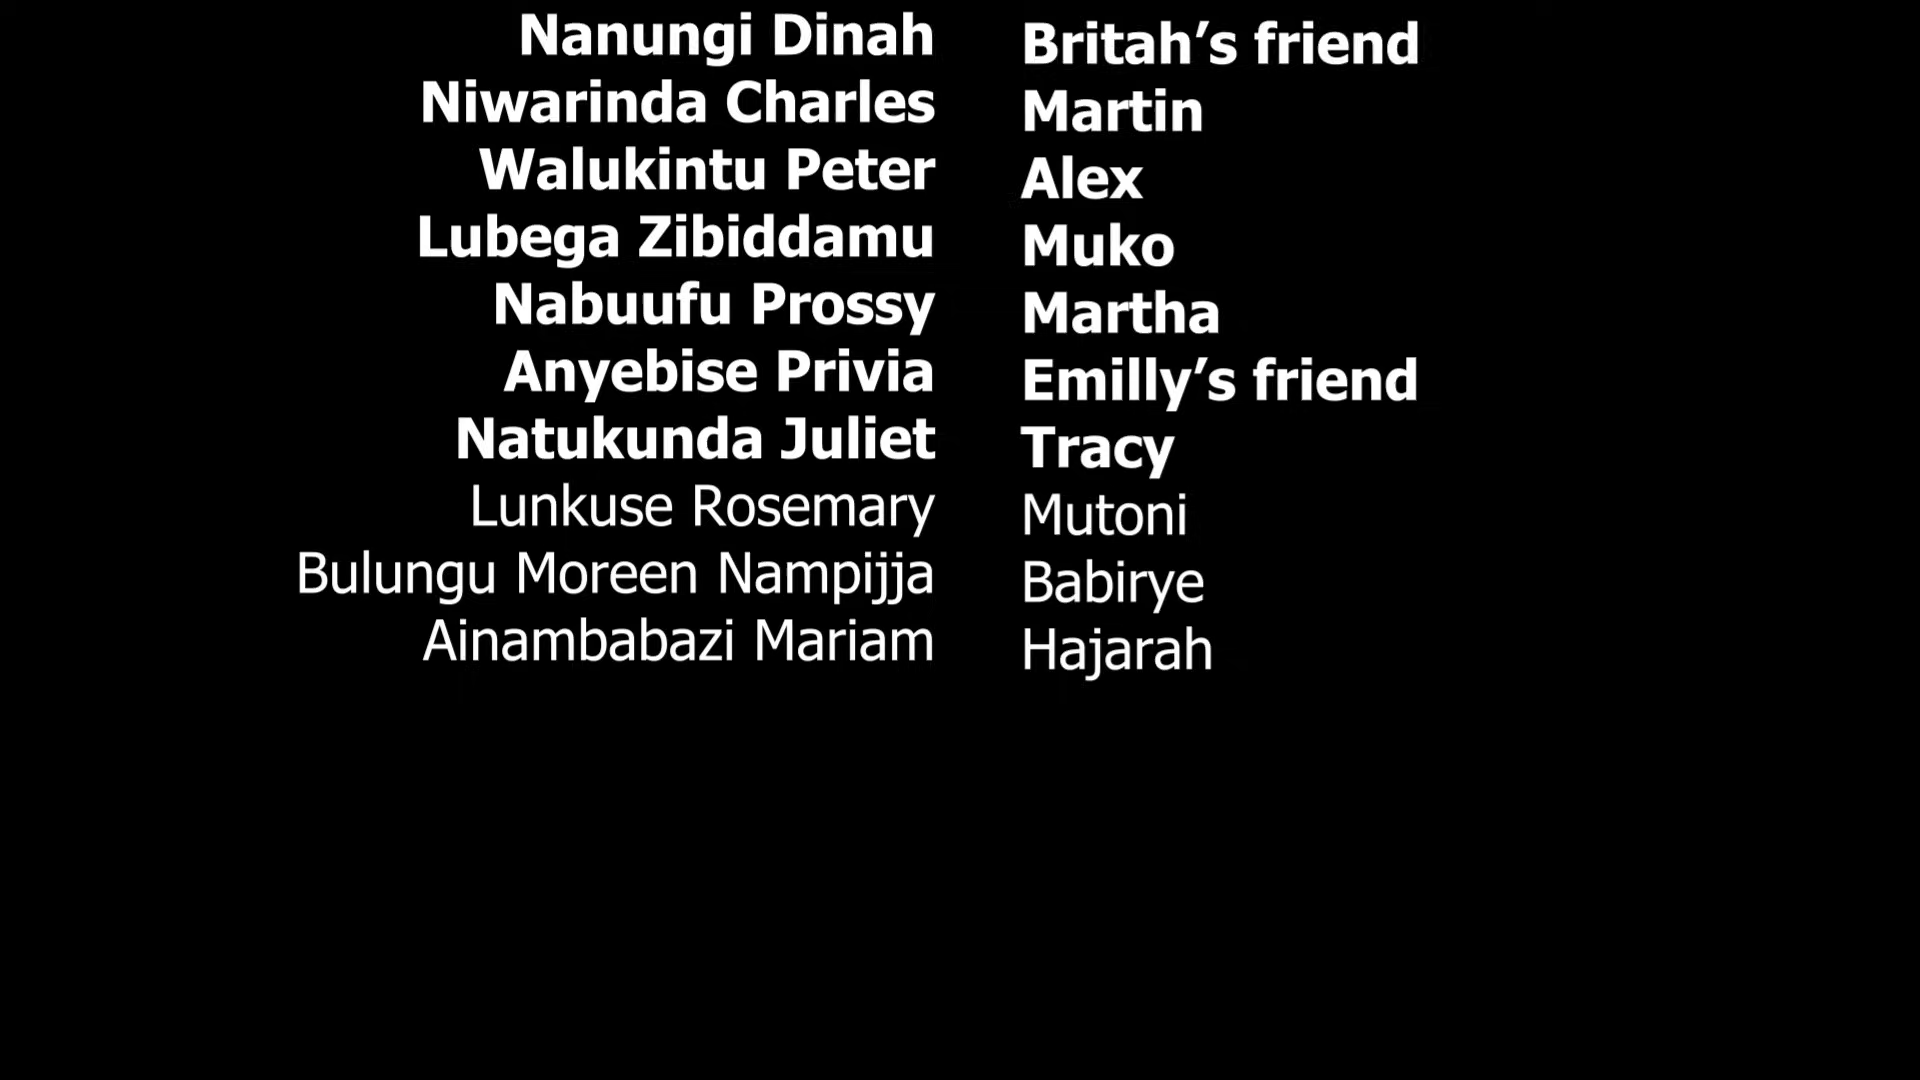 Nanungi Dinah Britah’s friend
Niwarinda Charles Martin
Walukintu Peter Alex
Lubega Zibiddamu Muko
Nabuufu Prossy Martha
Anyebise Privia Emilly’s friend
Natukunda Juliet Tracy
Lunkuse Rosemary Mutoni
Bulungu Moreen Nampijja Babirye
Ainambabazi Mariam Hajarah